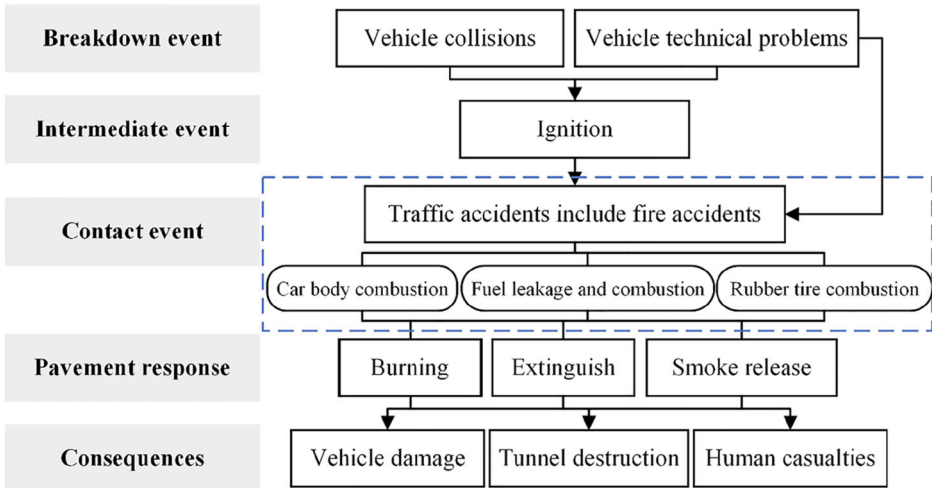 Breakdown event
Vehicle collisions
Vehicle technical problems
Intermediate event
Ignition
Contact event
Traffic accidents include fire accidents
Car body combustion
Fuel leakage and combustion
Rubber tire combustion
Pavement response
Burning
Extinguish
Smoke release
Consequences
Vehicle damage
Tunnel destruction
Human casualties